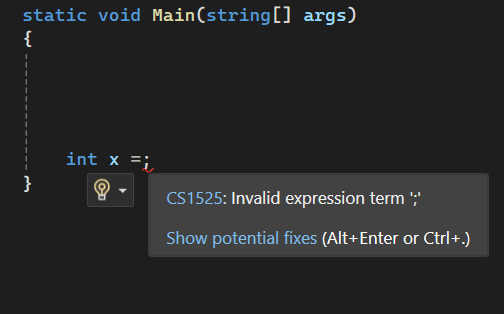 static void Main(string[] args)
{
int x =;
}
CS1525: Invalid expression term ';'
Show potential fixes (Alt+Enter or Ctrl+.)